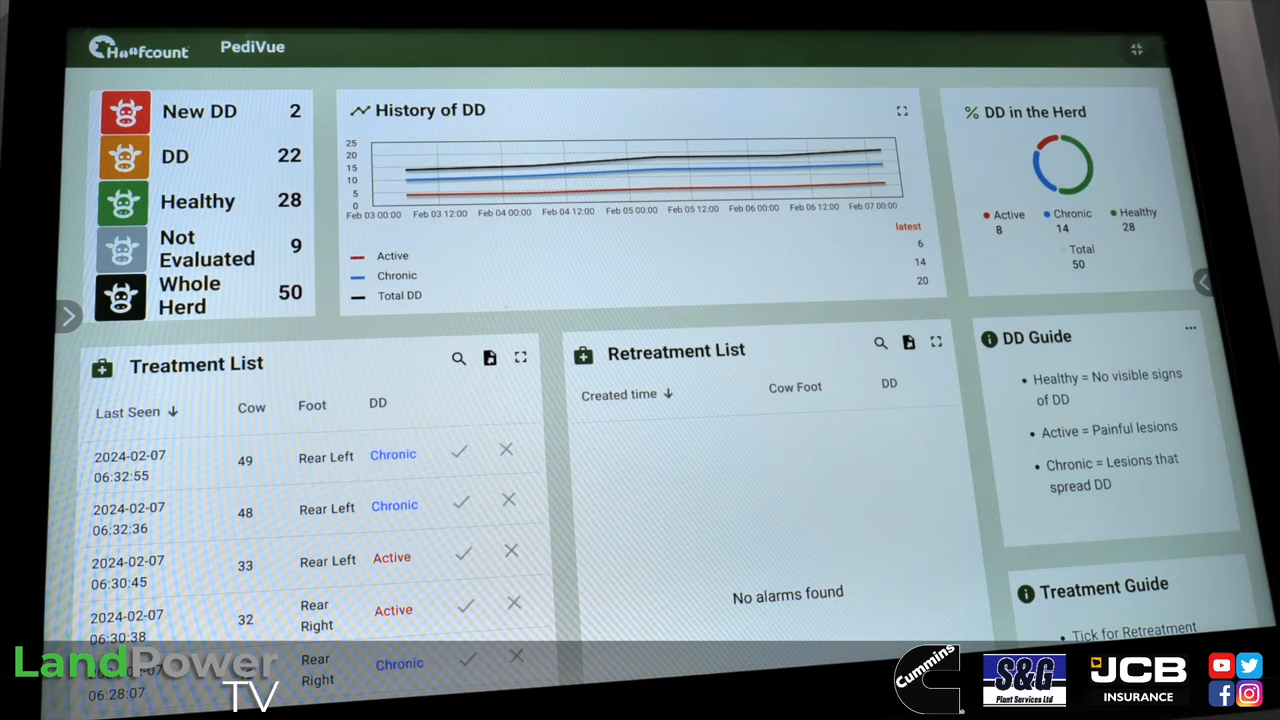 Hoofcount
PediVue
New DD 2
DD 22
Healthy 28
Not
Evaluated 9
Whole
Herd 50
History of DD
25
20
15
10
5
0
Feb 03 00:00 Feb 03 12:00 Feb 04 00:00 Feb 04 12:00 Feb 05 00:00 Feb 05 12:00 Feb 06 00:00 Feb 06 12:00 Feb 07 00:00
latest
Active 6
Chronic 14
Total DD 20
% DD in the Herd
Active Chronic Healthy
8 14 28
Total
50
Treatment List
Last Seen ↓ Cow Foot DD
2024-02-07
06:32:55 49 Rear Left Chronic
2024-02-07
06:32:36 48 Rear Left Chronic
2024-02-07
06:30:45 33 Rear Left Active
2024-02-07
06:30:38 32 Rear
Right Active
06:28:07 Rear
Right Chronic
Retreatment List
Created time ↓ Cow Foot DD
No alarms found
DD Guide
• Healthy = No visible signs
of DD
• Active = Painful lesions
• Chronic = Lesions that
spread DD
Treatment Guide
• Tick for Retreatment
LandPower
TV
Cummins
S&G
Plant Services Ltd
JCB
INSURANCE